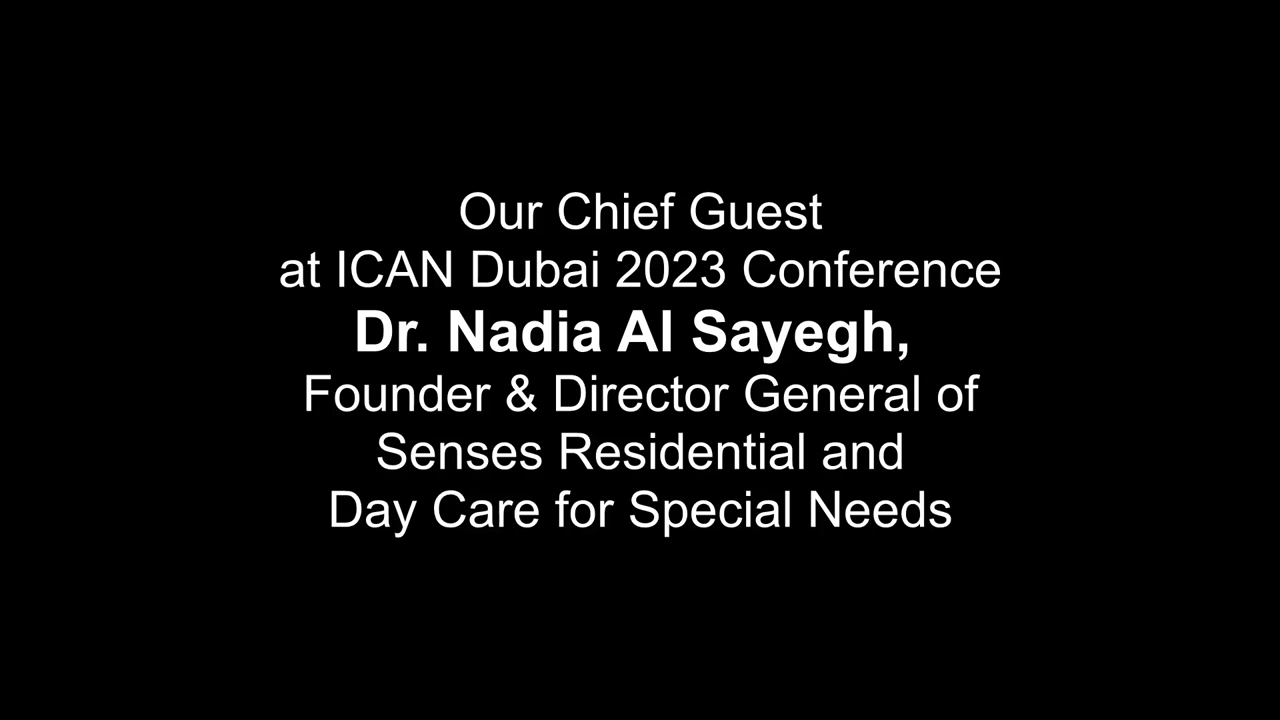 Our Chief Guest
at ICAN Dubai 2023 Conference
Dr. Nadia Al Sayegh,
Founder & Director General of
Senses Residential and
Day Care for Special Needs